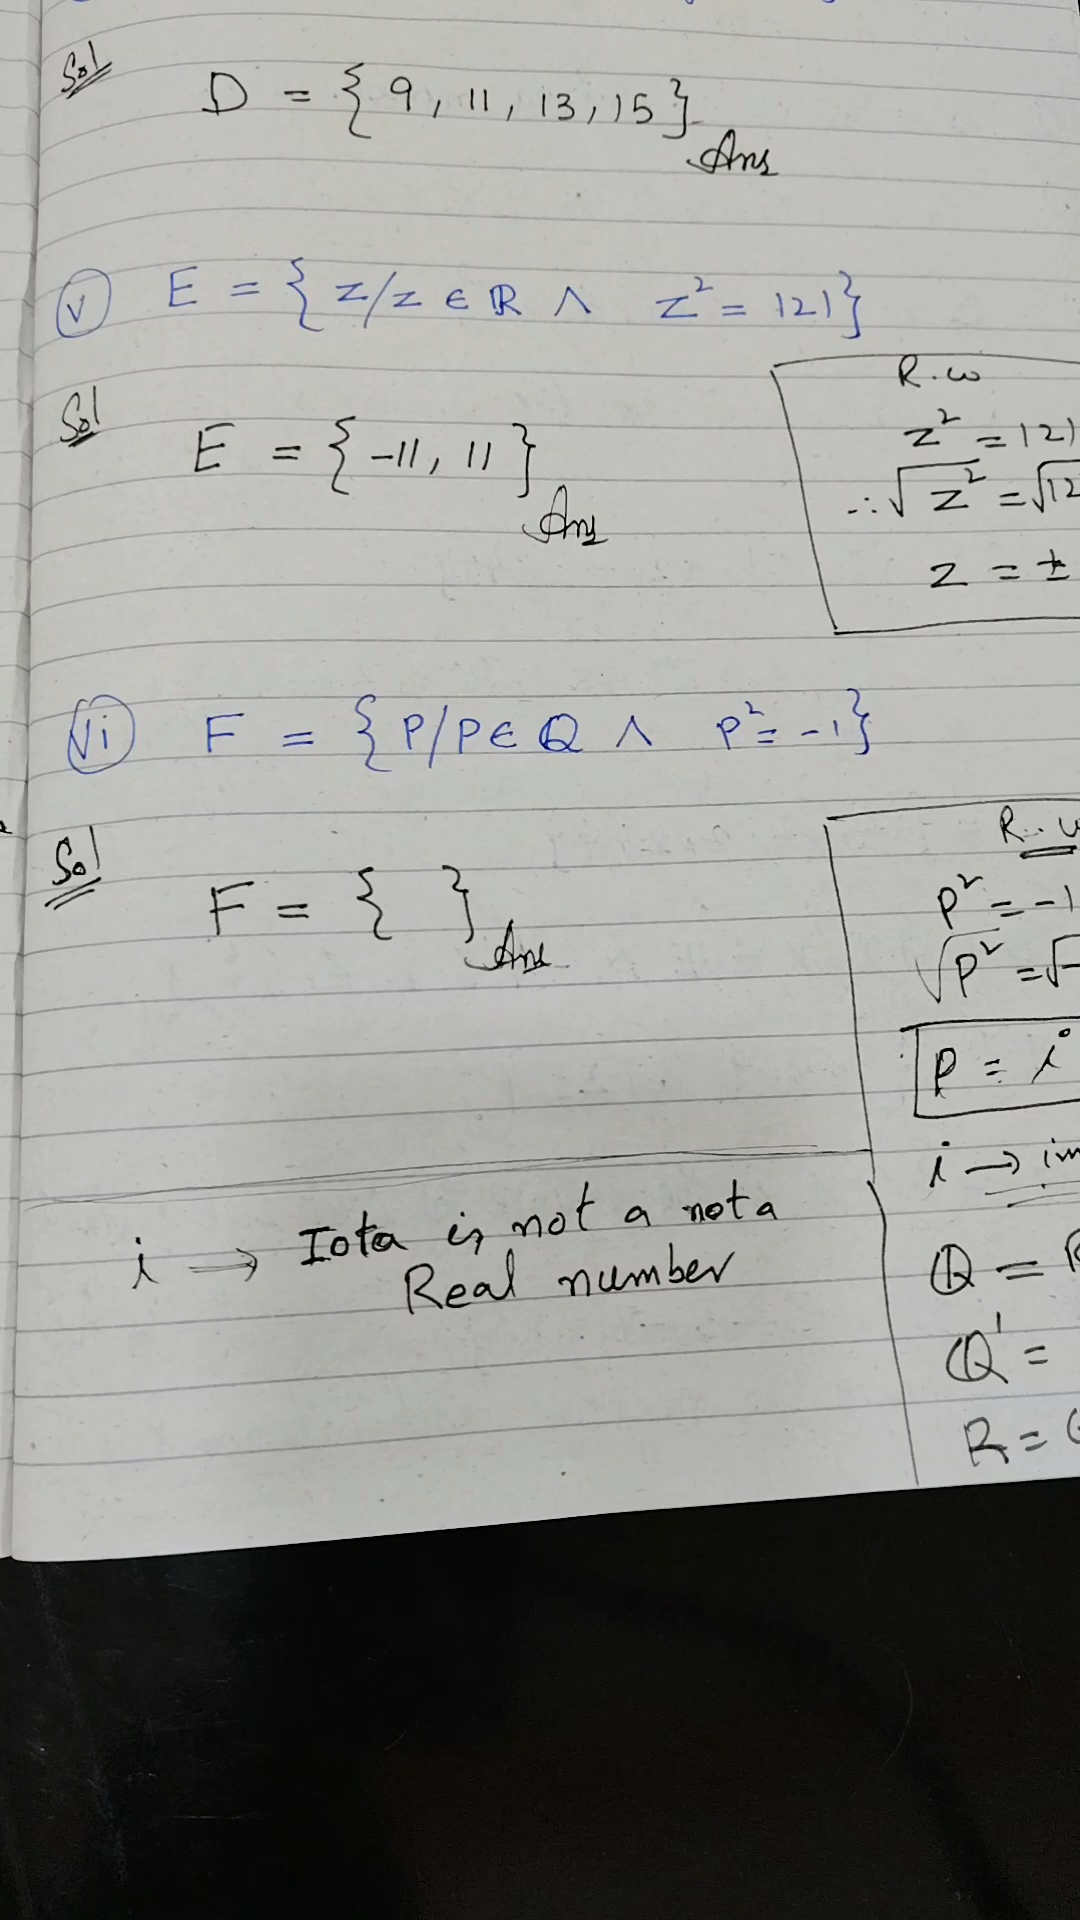 Sol
D = { 9, 11, 13, 15 }
Ans
v E = { z/z ∈ ℝ ∧ z² = 121 }
R.w
Sol
E = { -11, 11 }
Ans
z² = 121
∴ √z² = √12
z = ±
vi F = { P/P ∈ ℚ ∧ P² = -1 }
R.w
Sol
F = { }
Ans
P² = -1
√P² = √-
P = i
i → im
i ⟹ Iota is not a not a
Real number
ℚ =
ℚ' =
R =